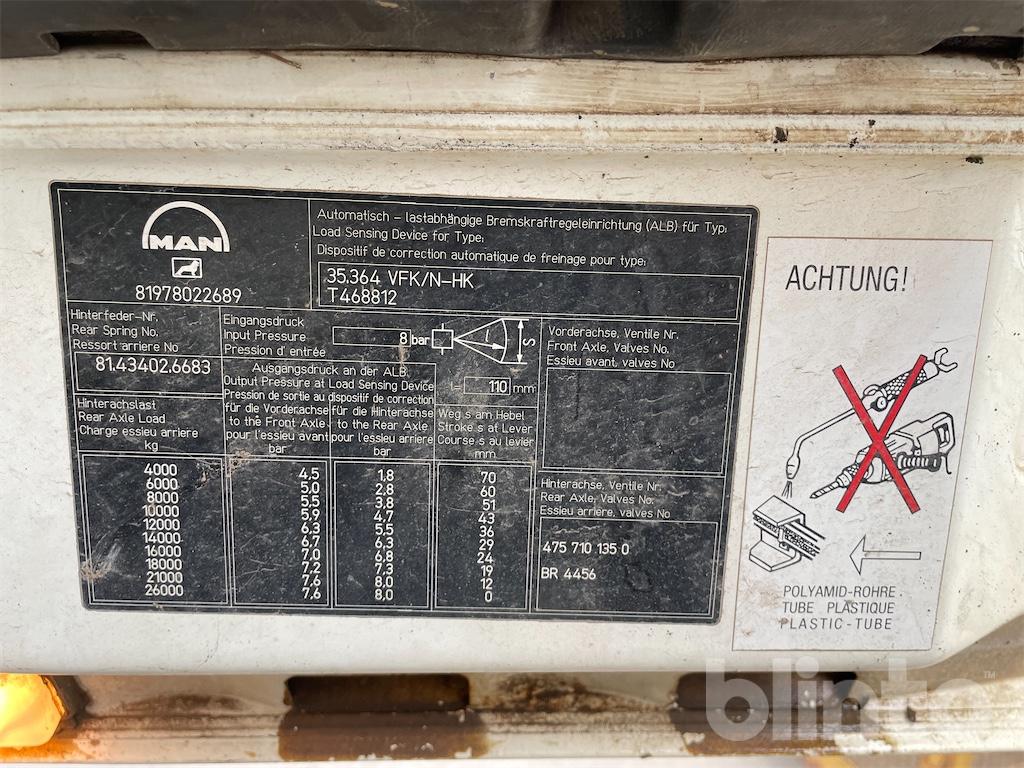 MAN
81978022689
Automatisch - lastabhängige Bremskraftregeleinrichtung (ALB) für Typ:
Load Sensing Device for Type:
Dispositif de correction automatique de freinage pour type:
35.364 VFK/N-HK
T468812
Hinterfeder-Nr.
Rear Spring No.
Ressort arriere No
81.43402.6683
Eingangsdruck
Input Pressure
Pression d'entrée
8 bar
S
l= 110 mm
Ausgangsdruck an der ALB.
Output Pressure at Load Sensing Device
Pression de sortie au dispositif de correction
Hinterachslast
Rear Axle Load
Charge essieu arriere
kg
für die Vorderachse
to the Front Axle
pour l'essieu avant
bar
für die Hinterachse
to the Rear Axle
pour l'essieu arriere
bar
Weg s am Hebel
Stroke s at Lever
Course s au levier
mm
4000 4,5 1,8 70
6000 5,0 2,8 60
8000 5,5 3,8 51
10000 5,9 4,7 43
12000 6,3 5,5 36
14000 6,7 6,3 29
16000 7,0 6,8 24
18000 7,2 7,3 19
21000 7,6 8,0 12
26000 7,6 8,0 0
Vorderachse, Ventile Nr.
Front Axle, Valves No.
Essieu avant, valves No
Hinterachse, Ventile Nr.
Rear Axle, Valves No.
Essieu arriére, valves No
475 710 135 0
BR 4456
ACHTUNG!
POLYAMID-ROHRE
TUBE PLASTIQUE
PLASTIC-TUBE
blinto™